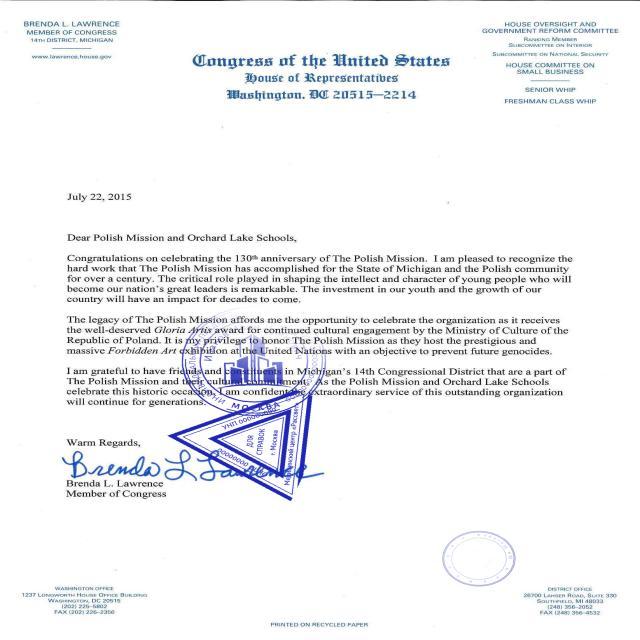 BRENDA L. LAWRENCE
MEMBER OF CONGRESS
14TH DISTRICT, MICHIGAN
www.lawrence.house.gov
Congress of the United States
House of Representatives
Washington, DC 20515–2214
HOUSE OVERSIGHT AND
GOVERNMENT REFORM COMMITTEE
RANKING MEMBER
SUBCOMMITTEE ON INTERIOR
SUBCOMMITTEE ON NATIONAL SECURITY
HOUSE COMMITTEE ON
SMALL BUSINESS
SENIOR WHIP
FRESHMAN CLASS WHIP
July 22, 2015
Dear Polish Mission and Orchard Lake Schools,
Congratulations on celebrating the 130th anniversary of The Polish Mission. I am pleased to recognize the
hard work that The Polish Mission has accomplished for the State of Michigan and the Polish community
for over a century. The critical role played in shaping the intellect and character of young people who will
become our nation's great leaders is remarkable. The investment in our youth and the growth of our
country will have an impact for decades to come.
The legacy of The Polish Mission affords me the opportunity to celebrate the organization as it receives
the well-deserved Gloria Artis award for continued cultural engagement by the Ministry of Culture of the
Republic of Poland. It is my privilege to honor The Polish Mission as they host the prestigious and
massive Forbidden Art exhibition at the United Nations with an objective to prevent future genocides.
I am grateful to have friends and constituents in Michigan's 14th Congressional District that are a part of
The Polish Mission and their cultural commitment. As the Polish Mission and Orchard Lake Schools
celebrate this historic occasion, I am confident the extraordinary service of this outstanding organization
will continue for generations.
МОСКВА
УНП 000000000
ДЛЯ
СПРАВОК
г. Москва
Медицинский центр «Рассвет»
Warm Regards,
Brenda L. Lawrence
Brenda L. Lawrence
Member of Congress
WASHINGTON OFFICE
1237 LONGWORTH HOUSE OFFICE BUILDING
WASHINGTON, DC 20515
(202) 225-5802
FAX (202) 226-2356
DISTRICT OFFICE
26700 LAHSER ROAD, SUITE 330
SOUTHFIELD, MI 48033
(248) 356-2052
FAX (248) 356-4532
PRINTED ON RECYCLED PAPER